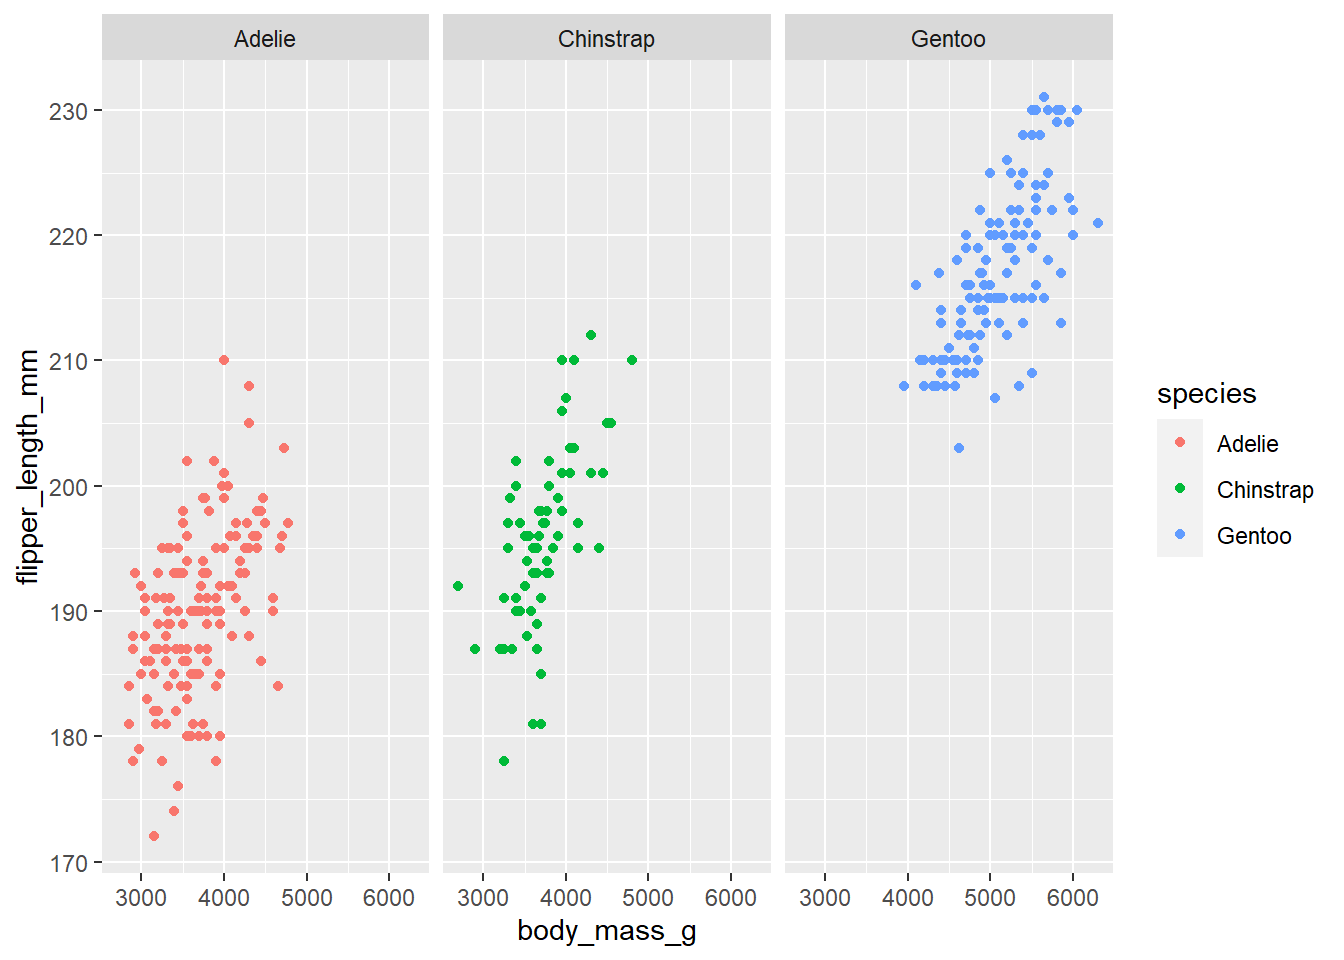 Adelie Chinstrap Gentoo
230
220
210
200
190
180
170
flipper_length_mm
3000 4000 5000 6000 3000 4000 5000 6000 3000 4000 5000 6000
body_mass_g
species
Adelie
Chinstrap
Gentoo